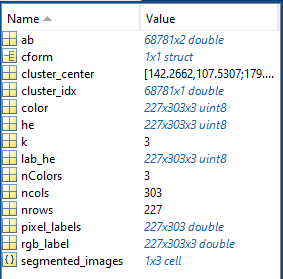 Name Value
ab 68781x2 double
cform 1x1 struct
cluster_center [142.2662,107.5307;179....
cluster_idx 68781x1 double
color 227x303x3 uint8
he 227x303x3 uint8
k 3
lab_he 227x303x3 uint8
nColors 3
ncols 303
nrows 227
pixel_labels 227x303 double
rgb_label 227x303x3 double
segmented_images 1x3 cell